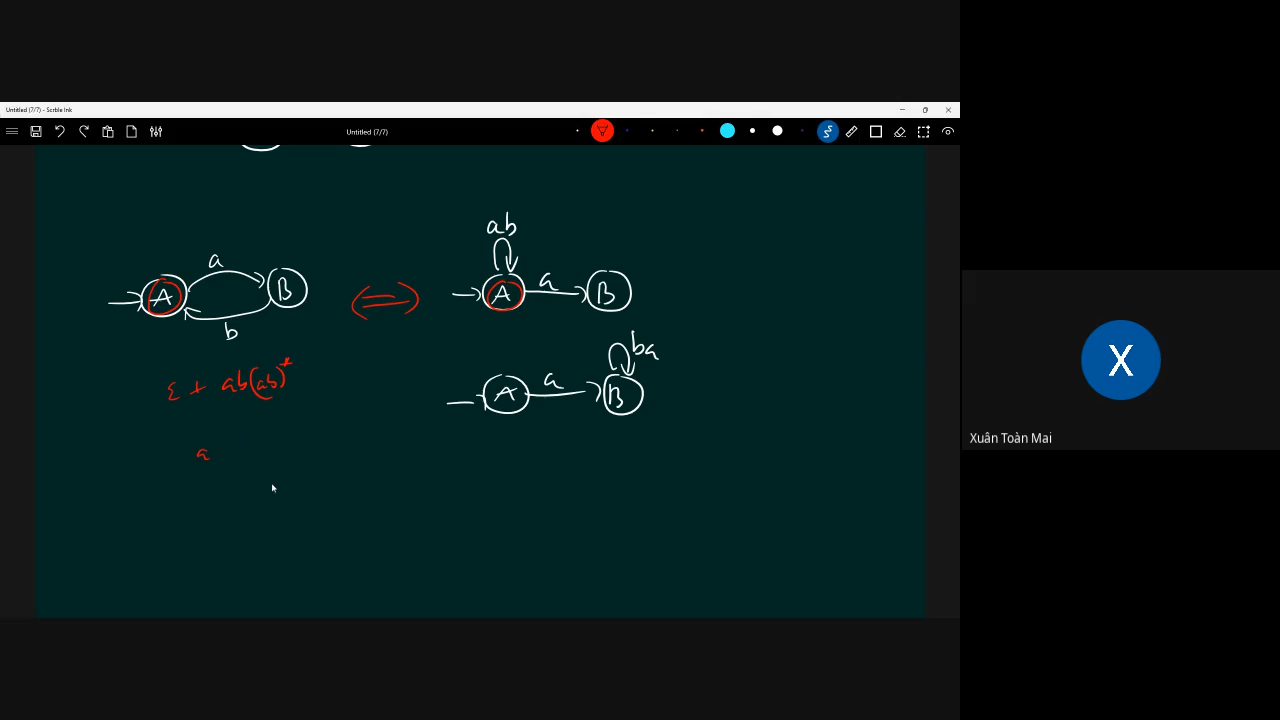 Untitled (7/7) - Scrble Ink
Untitled (7/7)
ab
a
A
B
b
A
a
B
ba
ε + ab(ab)*
A
a
B
a
X
Xuân Toàn Mai